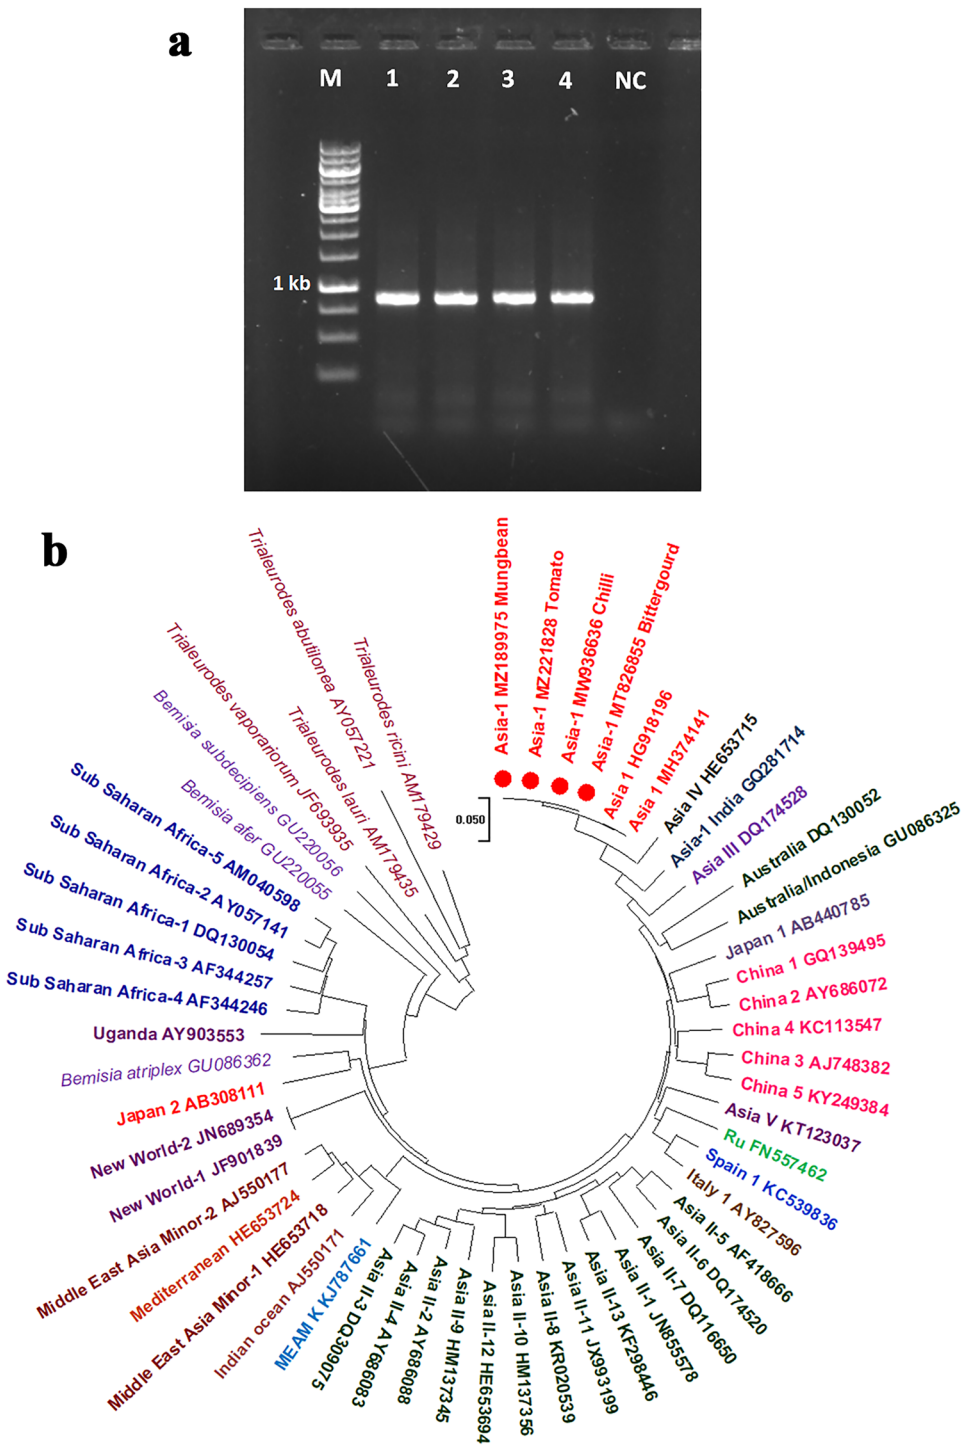 a
M 1 2 3 4 NC
1 kb
b
Trialeurodes abutilonea AY057221
Trialeurodes ricini AM179429
Trialeurodes vaporariorum JF693935
Trialeurodes lauri AM179435
Bemisia subdecipiens GU220056
Bemisia afer GU220055
Sub Saharan Africa-5 AM040598
Sub Saharan Africa-2 AY057141
Sub Saharan Africa-1 DQ130054
Sub Saharan Africa-3 AF344257
Sub Saharan Africa-4 AF344246
Uganda AY903553
Bemisia atriplex GU086362
Japan 2 AB308111
New World-2 JN689354
New World-1 JF901839
Middle East Asia Minor-2 AJ550177
Mediterranean HE653724
Middle East Asia Minor-1 HE653718
Indian ocean AJ550171
MEAM K KJ787661
Asia II-3 DQ309075
Asia II-4 AY686083
Asia II-2 AY686088
Asia II-9 HM137345
Asia II-12 HE653694
Asia II-10 HM137356
Asia II-8 KR020539
Asia II-11 JX993199
Asia II-13 KF298446
Asia II-1 JN855578
Asia II-7 DQ116650
Asia II-6 DQ174520
Asia II-5 AF418666
Italy 1 AY827596
Spain 1 KC539836
Ru FN557462
Asia V KT123037
China 5 KY249384
China 3 AJ748382
China 4 KC113547
China 2 AY686072
China 1 GQ139495
Japan 1 AB440785
Australia/Indonesia GU086325
Australia DQ130052
Asia III DQ174528
Asia-1 India GQ281714
Asia IV HE653715
Asia 1 MH374141
Asia 1 HG918196
Asia-1 MT826855 Bittergourd
Asia-1 MW936636 Chilli
Asia-1 MZ221828 Tomato
Asia-1 MZ189975 Mungbean
0.050